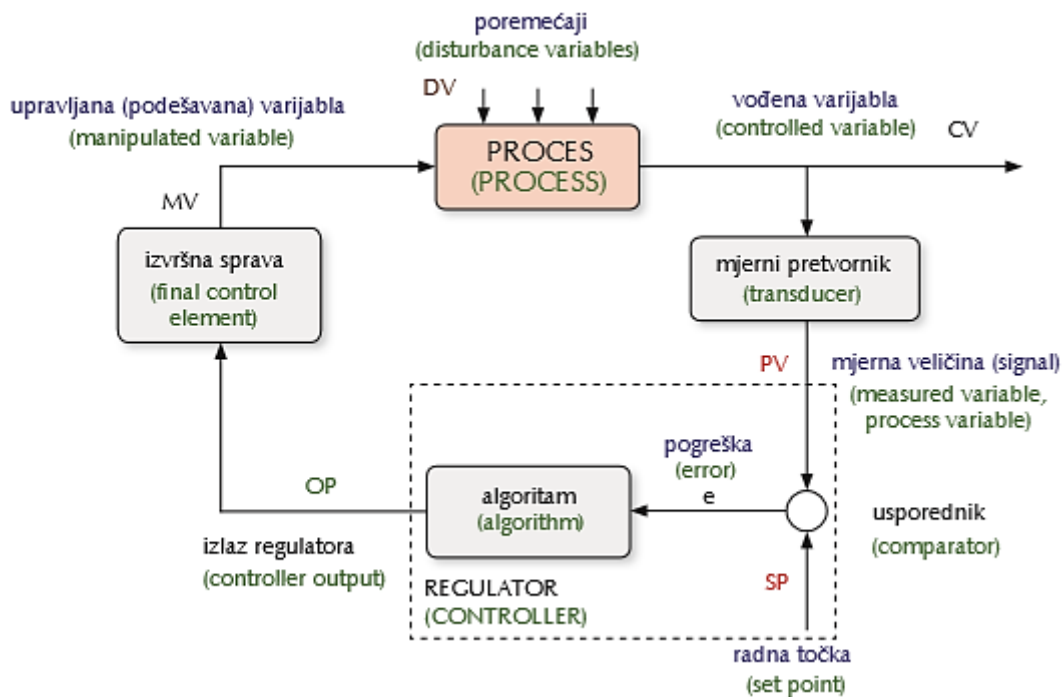 poremećaji
(disturbance variables)
DV
upravljana (podešavana) varijabla
(manipulated variable)
vođena varijabla
(controlled variable)
CV
PROCES
(PROCESS)
MV
izvršna sprava
(final control
element)
mjerni pretvornik
(transducer)
PV
mjerna veličina (signal)
(measured variable,
process variable)
pogreška
(error)
e
OP
algoritam
(algorithm)
usporednik
(comparator)
izlaz regulatora
(controller output)
REGULATOR
(CONTROLLER)
SP
radna točka
(set point)